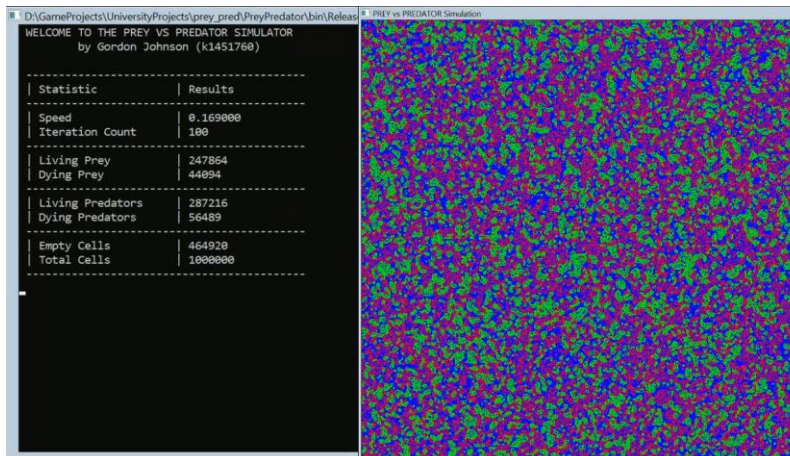 D:\GameProjects\UniversityProjects\prey_pred\PreyPredator\bin\Releas
WELCOME TO THE PREY VS PREDATOR SIMULATOR
by Gordon Johnson (k1451760)
| Statistic | Results
| Speed | 0.169000
| Iteration Count | 100
| Living Prey | 247864
| Dying Prey | 44094
| Living Predators | 287216
| Dying Predators | 56489
| Empty Cells | 464920
| Total Cells | 1000000
PREY vs PREDATOR Simulation